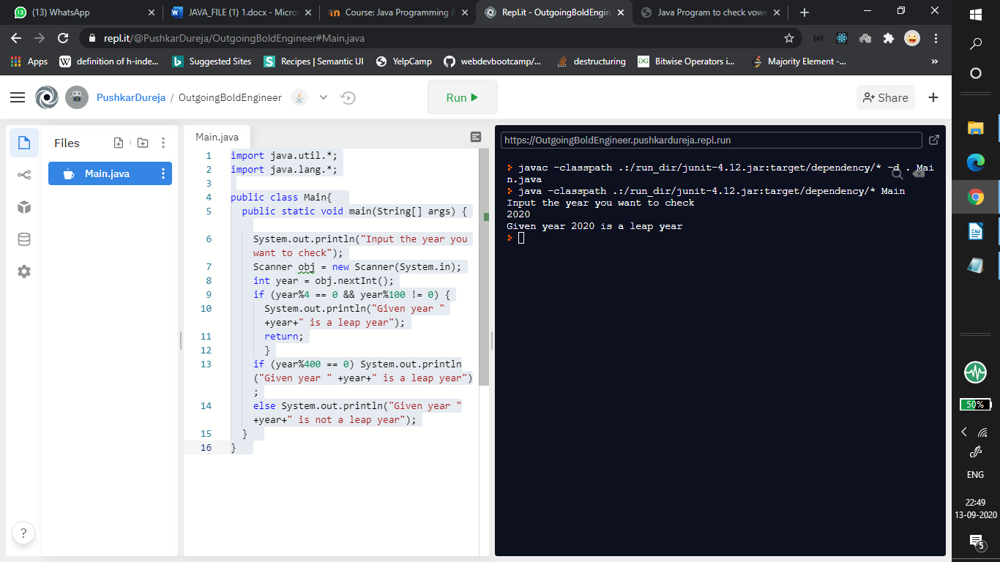 (13) WhatsApp
JAVA_FILE (1) 1.docx - Micros
Course: Java Programming (
Repl.it - OutgoingBoldEngin
Java Program to check vowe
repl.it/@PushkarDureja/OutgoingBoldEngineer#Main.java
Apps
definition of h-inde...
Suggested Sites
Recipes | Semantic UI
YelpCamp
webdevbootcamp/...
destructuring
Bitwise Operators i...
Majority Element -...
»
PushkarDureja / OutgoingBoldEngineer
Run
Share
Files
Main.java
Main.java
1 import java.util.*;
2 import java.lang.*;
3
4 public class Main{
5 public static void main(String[] args) {
6 System.out.println("Input the year you
want to check");
7 Scanner obj = new Scanner(System.in);
8 int year = obj.nextInt();
9 if (year%4 == 0 && year%100 != 0) {
10 System.out.println("Given year "
+year+" is a leap year");
11 return;
12 }
13 if (year%400 == 0) System.out.println
("Given year " +year+" is a leap year")
;
14 else System.out.println("Given year "
+year+" is not a leap year");
15 }
16 }
?
https://OutgoingBoldEngineer.pushkardureja.repl.run
javac -classpath .:/run_dir/junit-4.12.jar:target/dependency/* -d . Mai
n.java
java -classpath .:/run_dir/junit-4.12.jar:target/dependency/* Main
Input the year you want to check
2020
Given year 2020 is a leap year
50%
ENG
22:49
13-09-2020
5